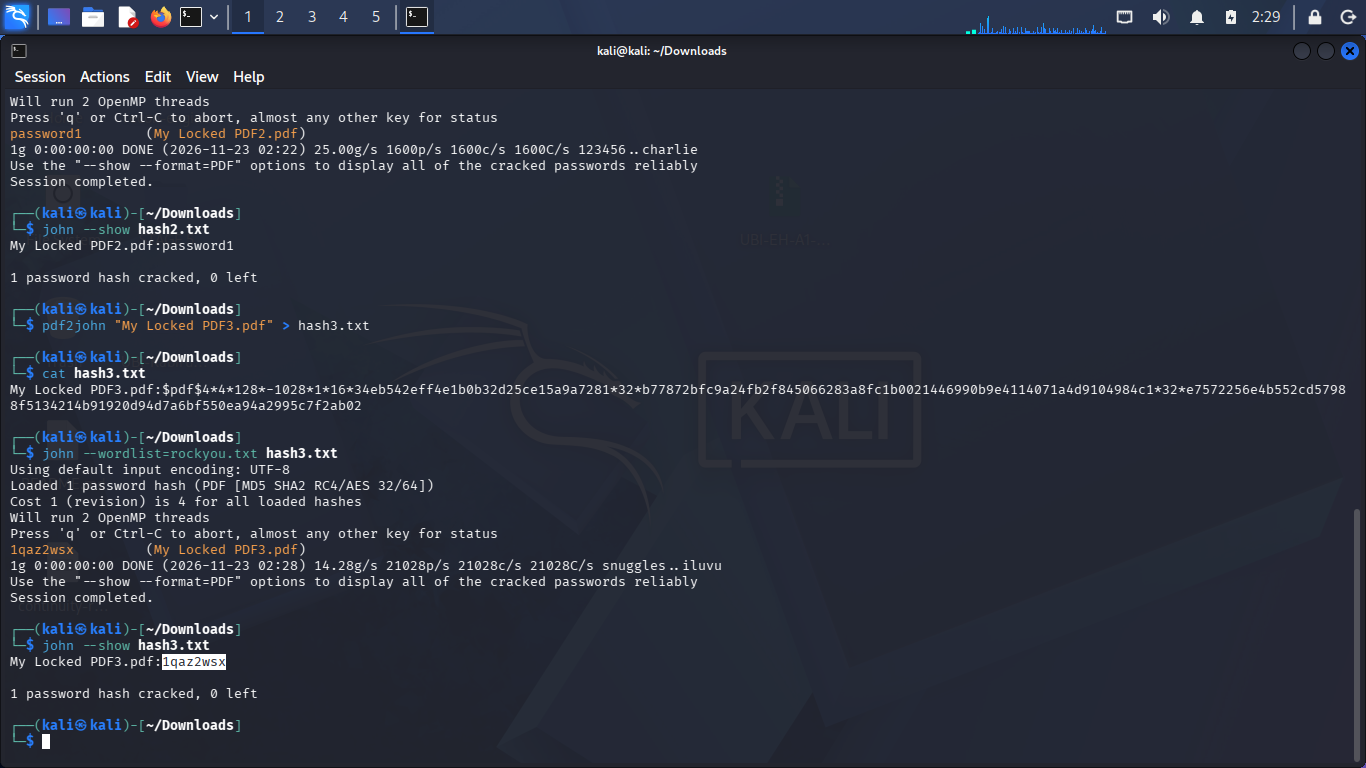 1 2 3 4 5 2:29
kali@kali: ~/Downloads
Session Actions Edit View Help
Will run 2 OpenMP threads
Press 'q' or Ctrl-C to abort, almost any other key for status
password1 (My Locked PDF2.pdf)
1g 0:00:00:00 DONE (2026-11-23 02:22) 25.00g/s 1600p/s 1600c/s 1600C/s 123456..charlie
Use the "--show --format=PDF" options to display all of the cracked passwords reliably
Session completed.
┌──(kali㉿kali)-[~/Downloads]
└─$ john --show hash2.txt
My Locked PDF2.pdf:password1
1 password hash cracked, 0 left
┌──(kali㉿kali)-[~/Downloads]
└─$ pdf2john "My Locked PDF3.pdf" > hash3.txt
┌──(kali㉿kali)-[~/Downloads]
└─$ cat hash3.txt
My Locked PDF3.pdf:$pdf$4*4*128*-1028*1*16*34eb542eff4e1b0b32d25ce15a9a7281*32*b77872bfc9a24fb2f845066283a8fc1b0021446990b9e4114071a4d9104984c1*32*e7572256e4b552cd5798
8f5134214b91920d94d7a6bf550ea94a2995c7f2ab02
┌──(kali㉿kali)-[~/Downloads]
└─$ john --wordlist=rockyou.txt hash3.txt
Using default input encoding: UTF-8
Loaded 1 password hash (PDF [MD5 SHA2 RC4/AES 32/64])
Cost 1 (revision) is 4 for all loaded hashes
Will run 2 OpenMP threads
Press 'q' or Ctrl-C to abort, almost any other key for status
1qaz2wsx (My Locked PDF3.pdf)
1g 0:00:00:00 DONE (2026-11-23 02:28) 14.28g/s 21028p/s 21028c/s 21028C/s snuggles..iluvu
Use the "--show --format=PDF" options to display all of the cracked passwords reliably
Session completed.
┌──(kali㉿kali)-[~/Downloads]
└─$ john --show hash3.txt
My Locked PDF3.pdf:1qaz2wsx
1 password hash cracked, 0 left
┌──(kali㉿kali)-[~/Downloads]
└─$
KALI